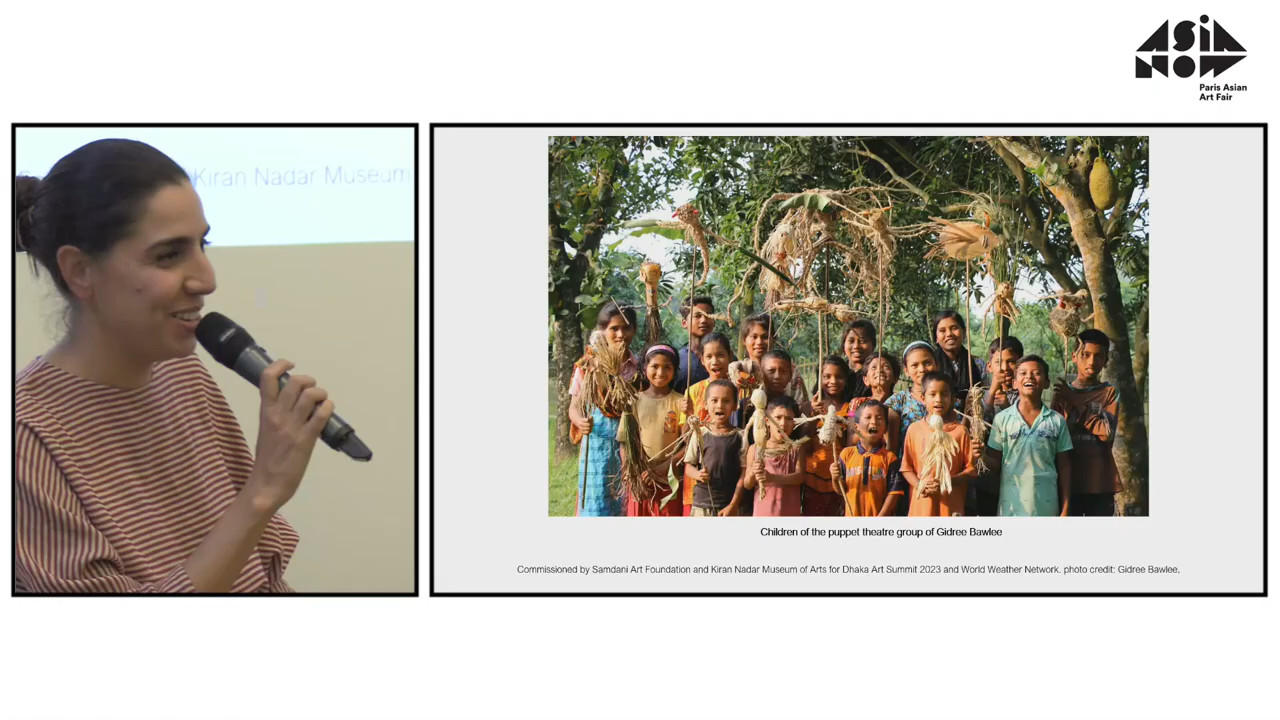 ASIA
NOW
Paris Asian
Art Fair
Kiran Nadar Museum
Children of the puppet theatre group of Gidree Bawlee
Commissioned by Samdani Art Foundation and Kiran Nadar Museum of Arts for Dhaka Art Summit 2023 and World Weather Network. photo credit: Gidree Bawlee,